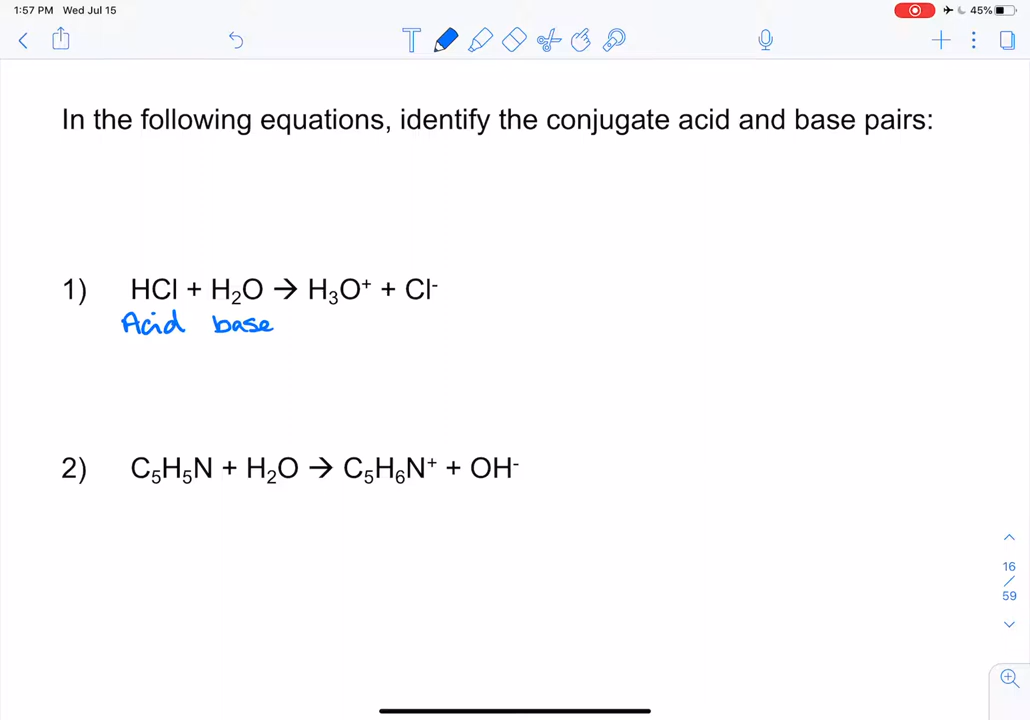 1:57 PM Wed Jul 15
45%
T
In the following equations, identify the conjugate acid and base pairs:
1) HCl + H₂O → H₃O⁺ + Cl⁻
Acid base
2) C₅H₅N + H₂O → C₅H₆N⁺ + OH⁻
16
/
59